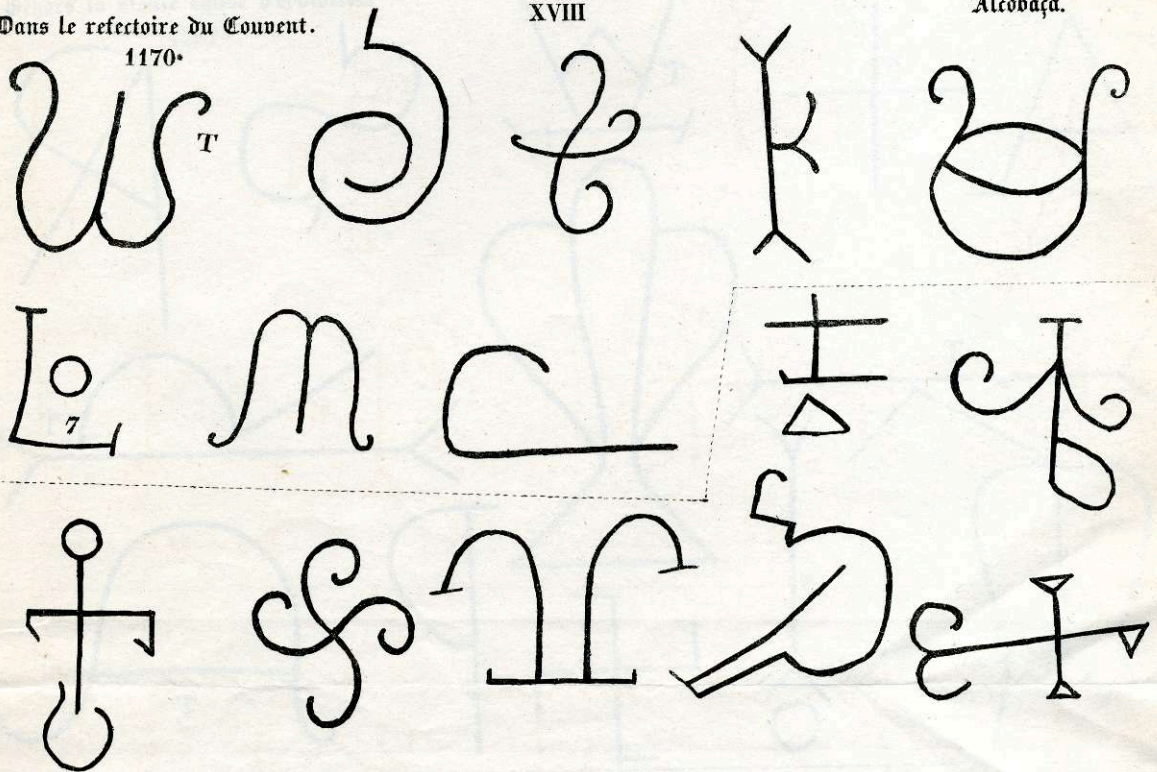 Dans le refectoire du Couvent.
1170.
XVIII
Alcobaça.
T
7